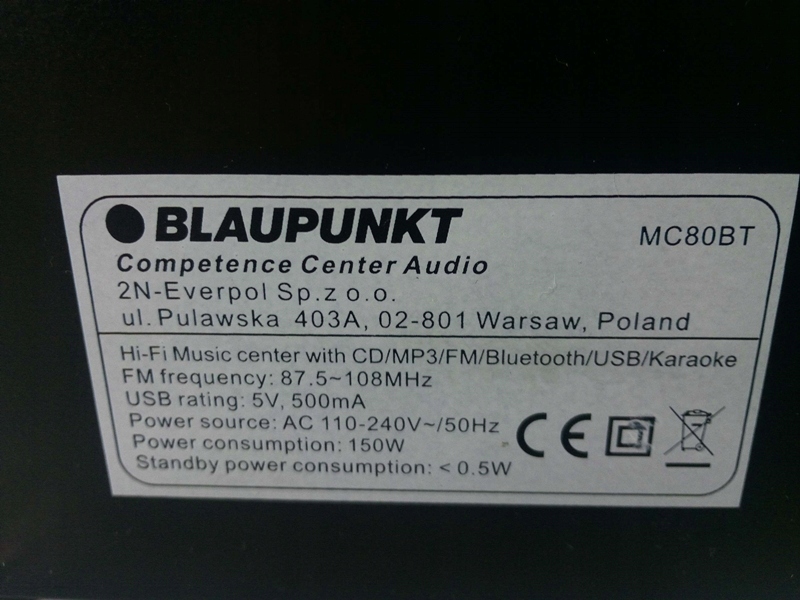 BLAUPUNKT
MC80BT
Competence Center Audio
2N-Everpol Sp.z o.o.
ul. Pulawska 403A, 02-801 Warsaw, Poland
Hi-Fi Music center with CD/MP3/FM/Bluetooth/USB/Karaoke
FM frequency: 87.5~108MHz
USB rating: 5V, 500mA
Power source: AC 110-240V~/50Hz
Power consumption: 150W
Standby power consumption: < 0.5W
CE